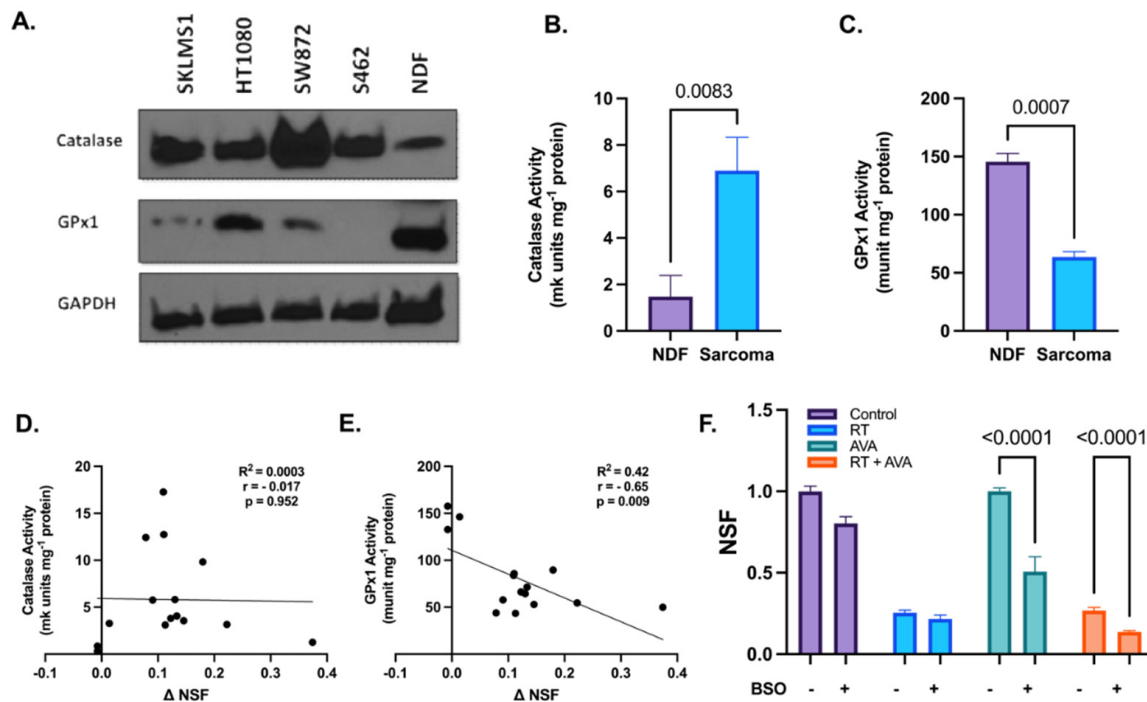 A.
SKLMS1
HT1080
SW872
S462
NDF
Catalase
GPx1
GAPDH
B.
0.0083
Catalase Activity
(mk units mg⁻¹ protein)
10
8
6
4
2
0
NDF Sarcoma
C.
0.0007
GPx1 Activity
(munit mg⁻¹ protein)
200
150
100
50
0
NDF Sarcoma
D.
R² = 0.0003
r = - 0.017
p = 0.952
Catalase Activity
(mk units mg⁻¹ protein)
20
15
10
5
0
-0.1 0.0 0.1 0.2 0.3 0.4
Δ NSF
E.
R² = 0.42
r = - 0.65
p = 0.009
GPx1 Activity
(munit mg⁻¹ protein)
200
150
100
50
0
-0.1 0.0 0.1 0.2 0.3 0.4
Δ NSF
F.
Control
RT
AVA
RT + AVA
<0.0001 <0.0001
NSF
1.5
1.0
0.5
0.0
BSO - + - + - + - +